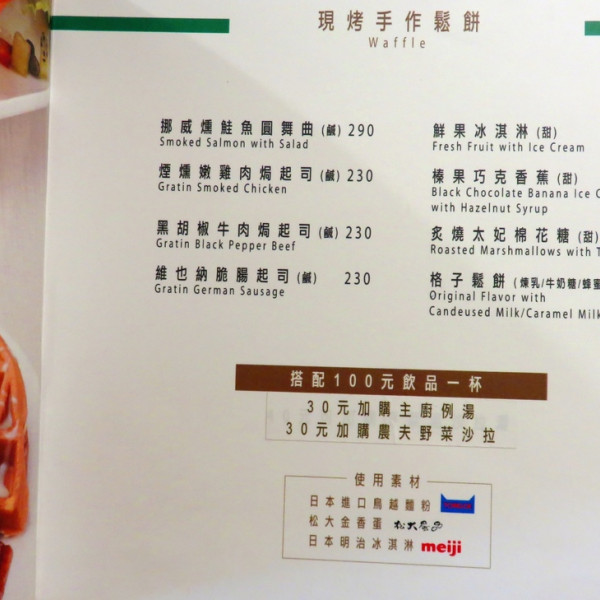 現烤手作鬆餅
Waffle
挪威燻鮭魚圓舞曲(鹹) 290
Smoked Salmon with Salad
煙燻嫩雞肉焗起司(鹹) 230
Gratin Smoked Chicken
黑胡椒牛肉焗起司(鹹) 230
Gratin Black Pepper Beef
維也納脆腸起司(鹹) 230
Gratin German Sausage
鮮果冰淇淋(甜)
Fresh Fruit with Ice Cream
榛果巧克香蕉(甜)
Black Chocolate Banana Ice
with Hazelnut Syrup
炙燒太妃棉花糖(甜)
Roasted Marshmallows with
格子鬆餅(煉乳/牛奶糖/蜂蜜
Original Flavor with
Candeused Milk/Caramel Milk
搭配100元飲品一杯
30元加購主廚例湯
30元加購農夫野菜沙拉
使用素材
日本進口鳥越麵粉
松大金香蛋
日本明治冰淇淋 meiji